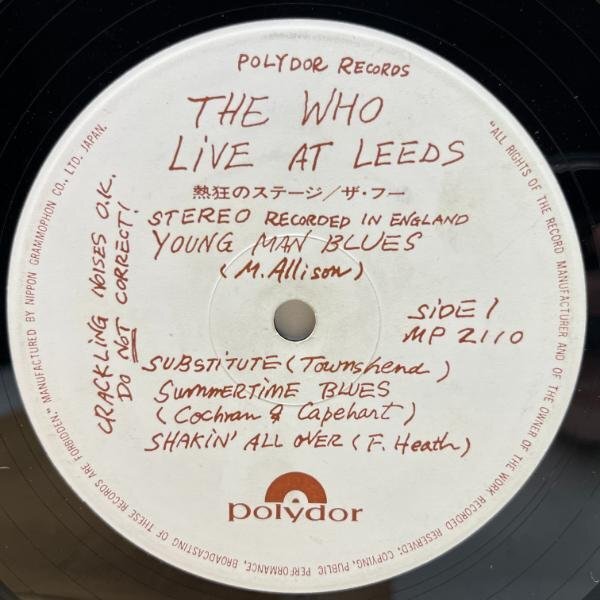 POLYDOR RECORDS
THE WHO
LiVE AT LEEDS
熱狂のステージ/ザ・フー
STEREO RECORDED IN ENGLAND
YOUNG MAN BLUES
(M. Allison)
SiDE 1
MP 2110
CRACKLING NOISES O.K.
DO NOT CORRECT!
SUBSTITUTE (Townshend)
SUMMERTIME BLUES
(Cochran & Capehart)
SHAKIN' ALL OVER (F. Heath)
polydor
"ALL RIGHTS OF THE RECORD MANUFACTURER AND OF THE OWNER OF THE WORK RECORDED RESERVED; COPYING, PUBLIC PERFORMANCE, BROADCASTING OF THESE RECORDS ARE FORBIDDEN." MANUFACTURED BY NIPPON GRAMMOPHON CO., LTD. JAPAN.